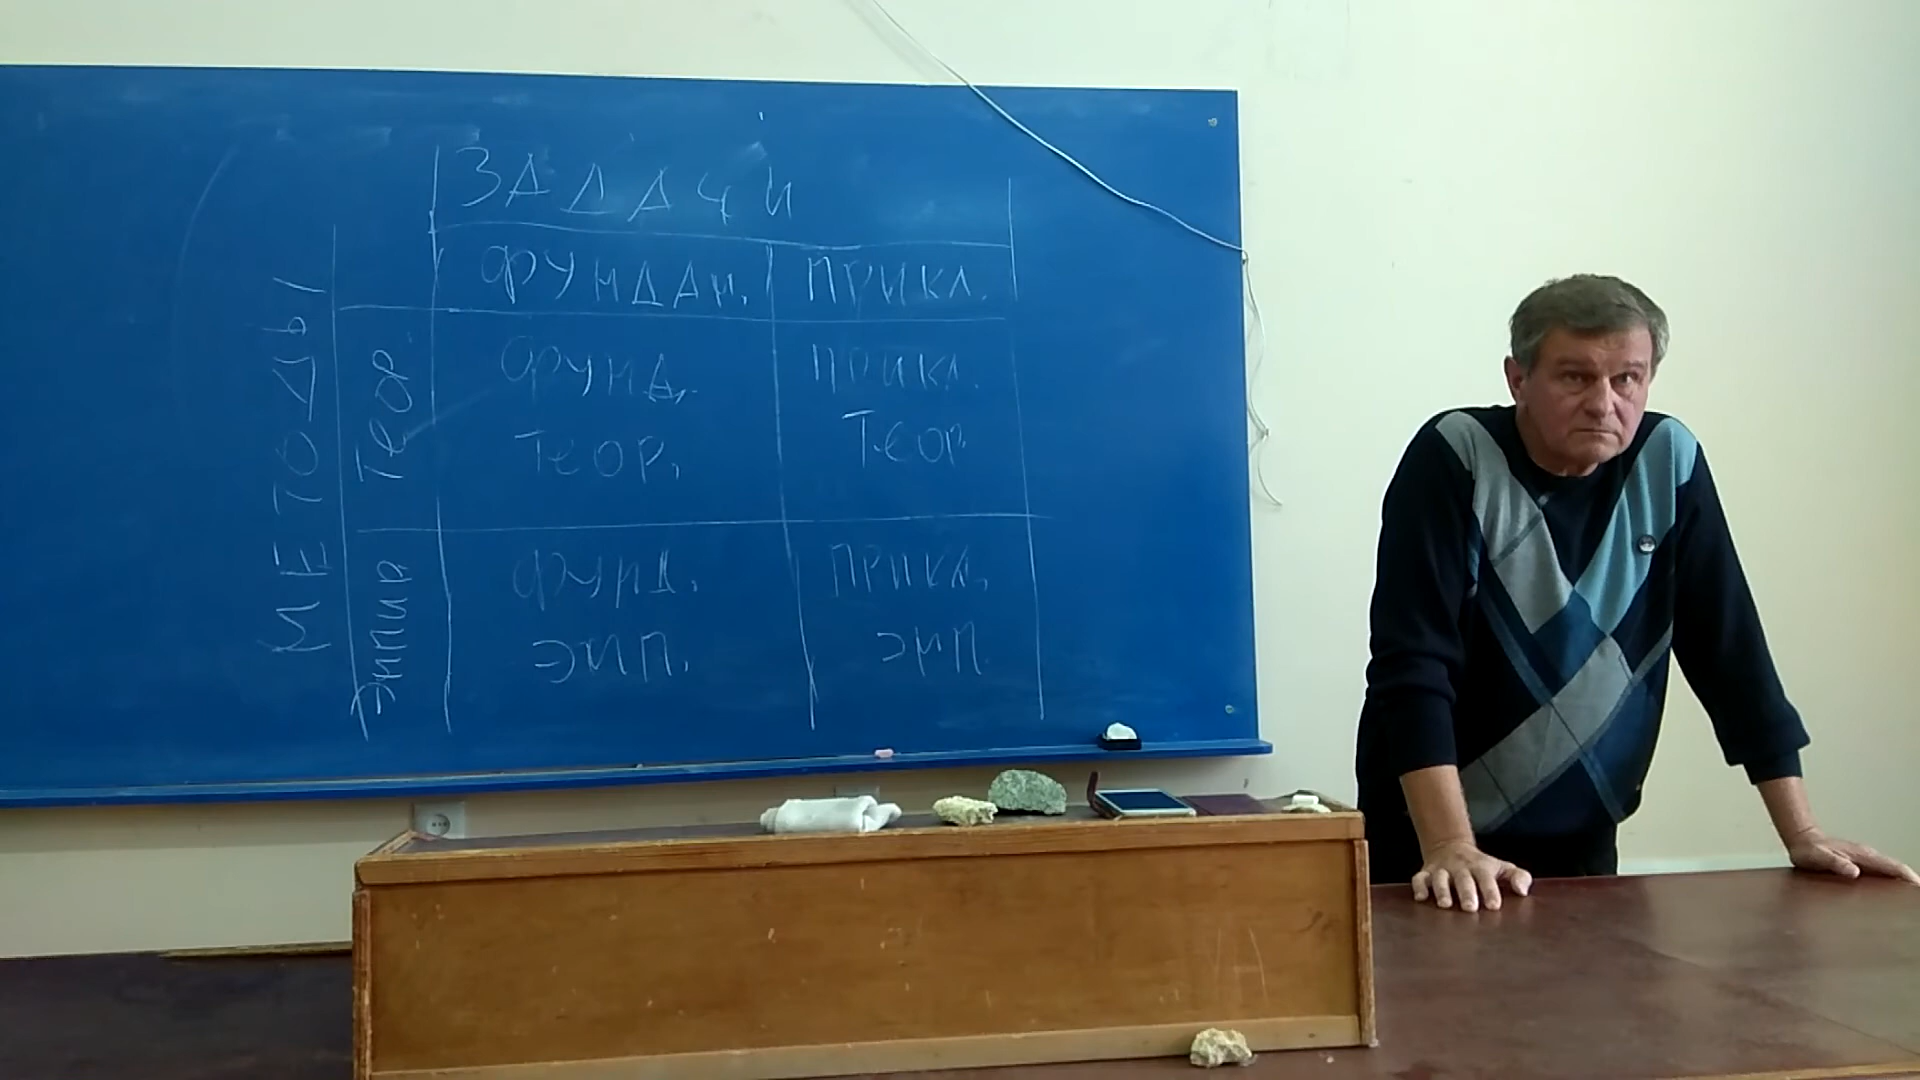 ЗАДАЧИ
ФУНДАМ. ПРИКЛ.
МЕТОДЫ
Теор.
ФУНД. ПРИКЛ.
Теор. Теор.
Эмпир
ФУНД. ПРИКЛ.
ЭМП. ЭМП.